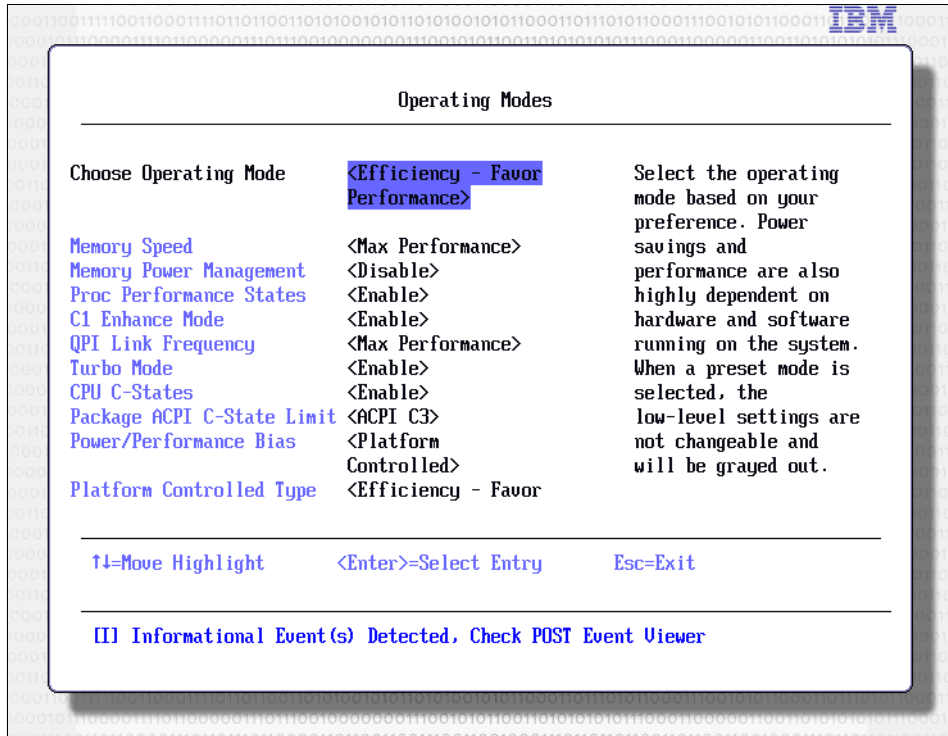 IBM
Operating Modes
Choose Operating Mode <Efficiency - Favor Select the operating
Performance> mode based on your
preference. Power
Memory Speed <Max Performance> savings and
Memory Power Management <Disable> performance are also
Proc Performance States <Enable> highly dependent on
C1 Enhance Mode <Enable> hardware and software
QPI Link Frequency <Max Performance> running on the system.
Turbo Mode <Enable> When a preset mode is
CPU C-States <Enable> selected, the
Package ACPI C-State Limit <ACPI C3> low-level settings are
Power/Performance Bias <Platform not changeable and
Controlled> will be grayed out.
Platform Controlled Type <Efficiency - Favor
↑↓=Move Highlight <Enter>=Select Entry Esc=Exit
[I] Informational Event(s) Detected, Check POST Event Viewer